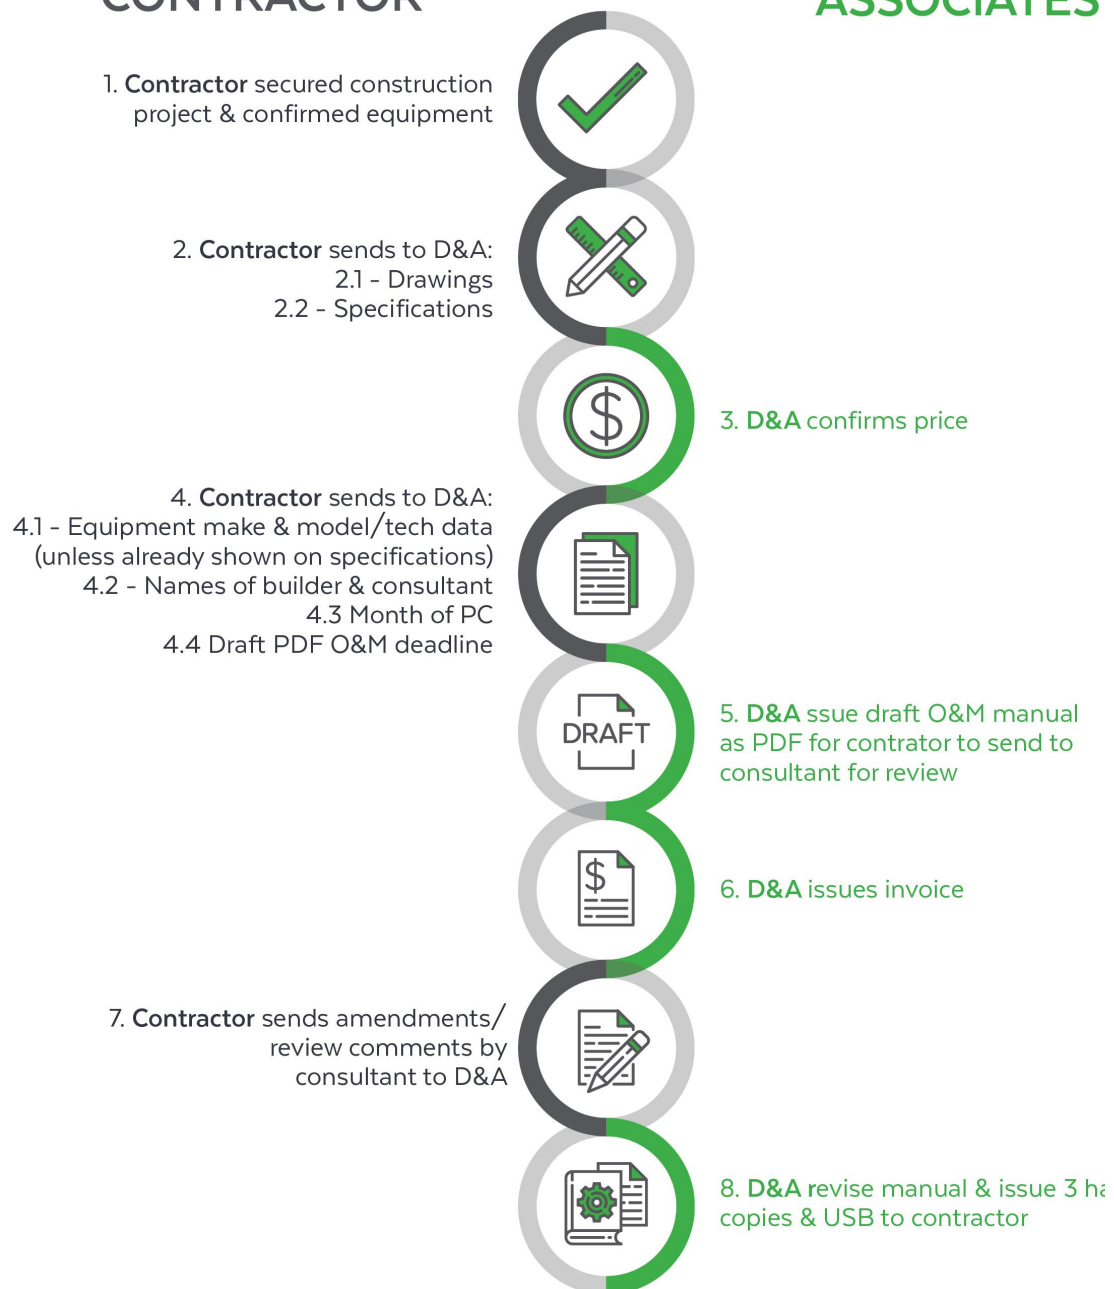 CONTRACTOR
ASSOCIATES
1. Contractor secured construction
project & confirmed equipment
2. Contractor sends to D&A:
2.1 - Drawings
2.2 - Specifications
$
3. D&A confirms price
4. Contractor sends to D&A:
4.1 - Equipment make & model/tech data
(unless already shown on specifications)
4.2 - Names of builder & consultant
4.3 Month of PC
4.4 Draft PDF O&M deadline
DRAFT
5. D&A ssue draft O&M manual
as PDF for contrator to send to
consultant for review
$
6. D&A issues invoice
7. Contractor sends amendments/
review comments by
consultant to D&A
8. D&A revise manual & issue 3
copies & USB to contractor